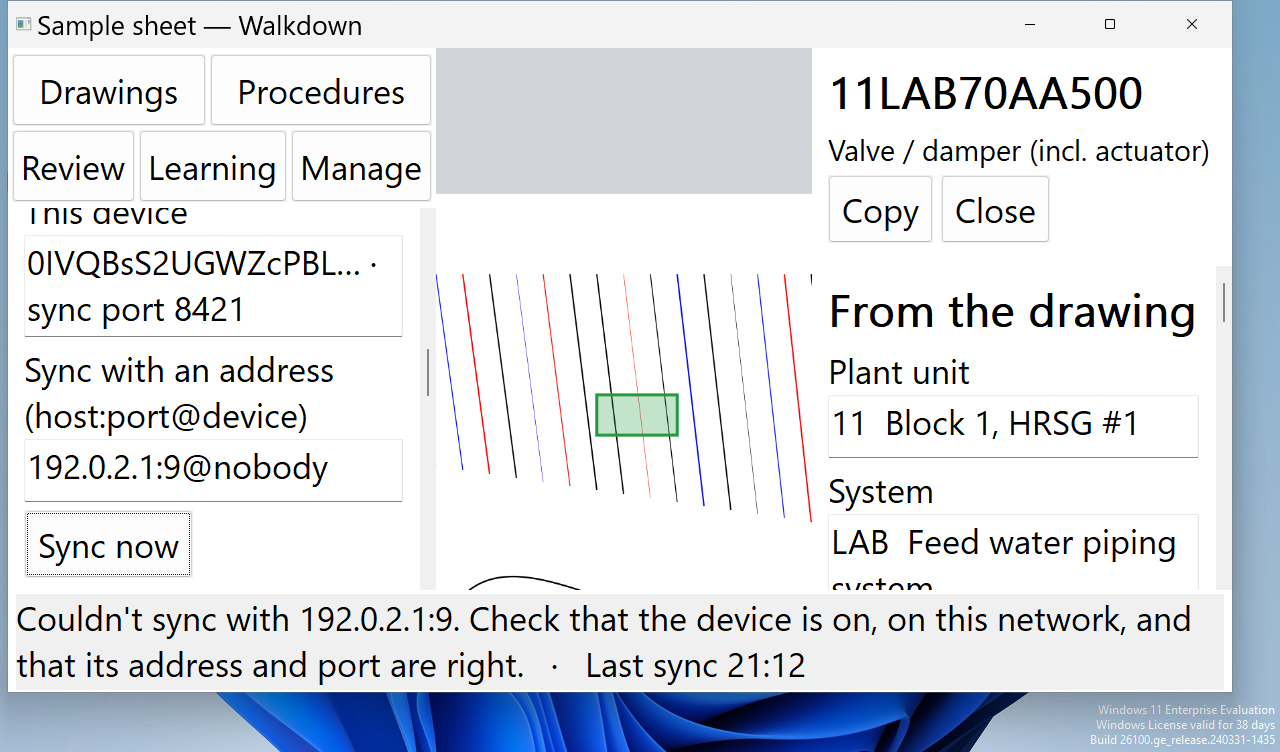 Sample sheet — Walkdown
Drawings
Procedures
Review
Learning
Manage
This device
0IVQBsS2UGWZcPBL… ·
sync port 8421
Sync with an address
(host:port@device)
192.0.2.1:9@nobody
Sync now
11LAB70AA500
Valve / damper (incl. actuator)
Copy
Close
From the drawing
Plant unit
11  Block 1, HRSG #1
System
LAB  Feed water piping
system
Couldn't sync with 192.0.2.1:9. Check that the device is on, on this network, and
that its address and port are right.  ·  Last sync 21:12
Windows 11 Enterprise Evaluation
Windows License valid for 38 days
Build 26100.ge_release.240331-1435